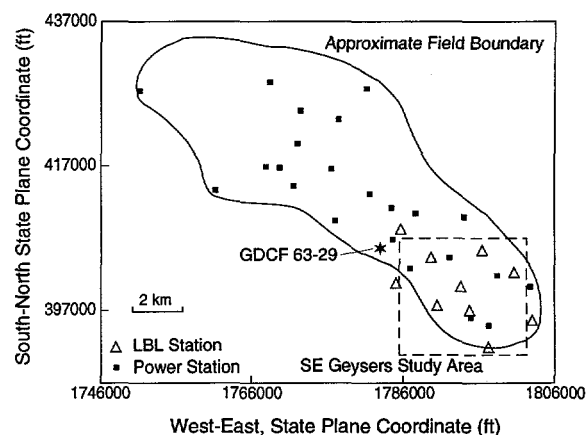 437000
Approximate Field Boundary
South-North State Plane Coordinate (ft)
417000
GDCF 63-29
397000
2 km
LBL Station
Power Station
SE Geysers Study Area
1746000 1766000 1786000 1806000
West-East, State Plane Coordinate (ft)